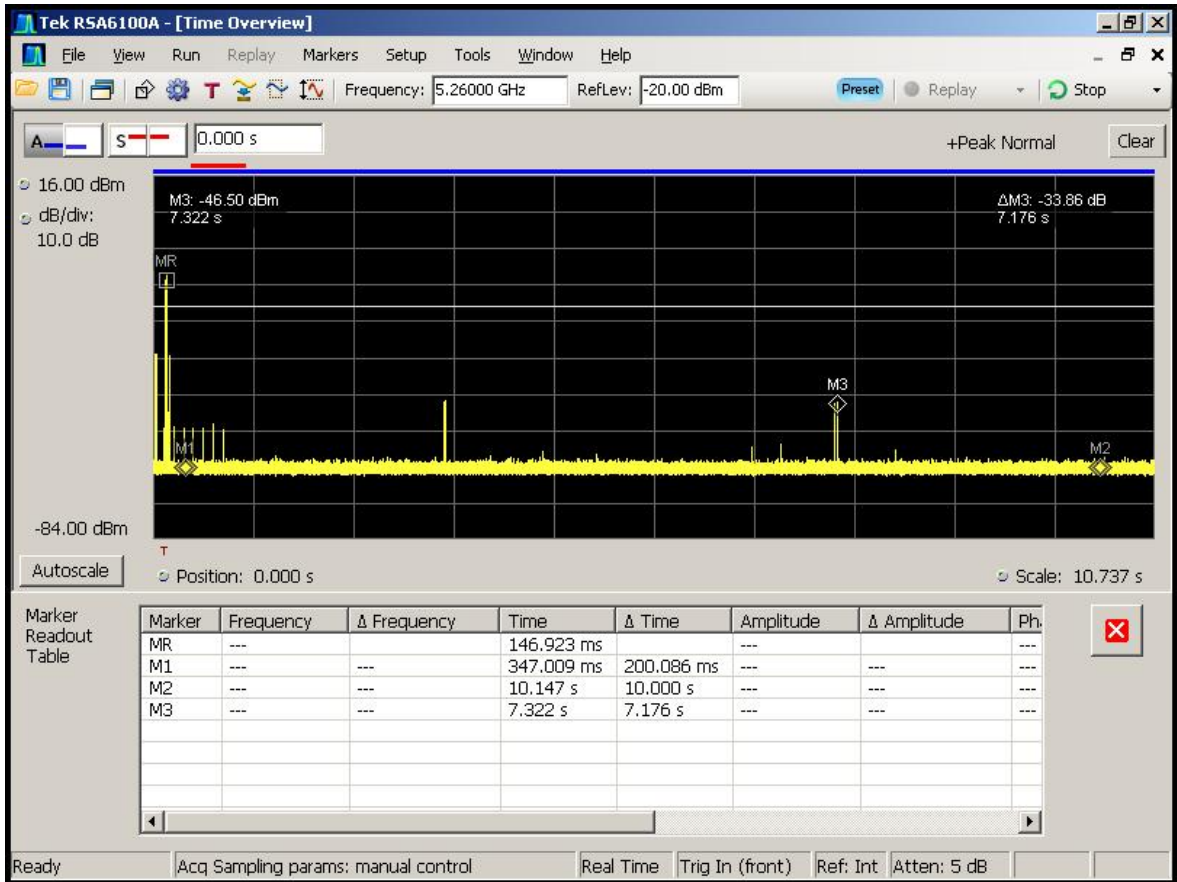 Tek RSA6100A - [Time Overview]
File View Run Replay Markers Setup Tools Window Help
T Frequency: 5.26000 GHz RefLev: -20.00 dBm Preset Replay Stop
A S 0.000 s +Peak Normal Clear
16.00 dBm
dB/div:
10.0 dB
M3: -46.50 dBm
7.322 s
ΔM3: -33.86 dB
7.176 s
MR
M3
M1
M2
-84.00 dBm
T
Autoscale Position: 0.000 s Scale: 10.737 s
Marker
Readout
Table
Marker Frequency Δ Frequency Time Δ Time Amplitude Δ Amplitude Ph
MR --- 146.923 ms --- ---
M1 --- --- 347.009 ms 200.086 ms --- --- ---
M2 --- --- 10.147 s 10.000 s --- --- ---
M3 --- --- 7.322 s 7.176 s --- --- ---
Ready Acq Sampling params: manual control Real Time Trig In (front) Ref: Int Atten: 5 dB